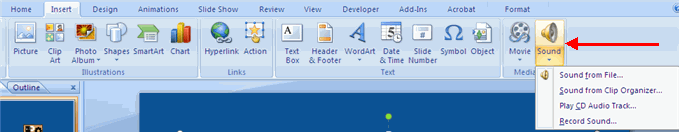 Home Insert Design Animations Slide Show Review View Developer Add-Ins Acrobat Format
Picture Clip Art Photo Album Shapes SmartArt Chart
Hyperlink Action
Text Box Header & Footer WordArt Date & Time Slide Number Symbol Object
Movie Sound
Illustrations Links Text Media
Outline
Sound from File...
Sound from Clip Organizer...
Play CD Audio Track...
Record Sound...